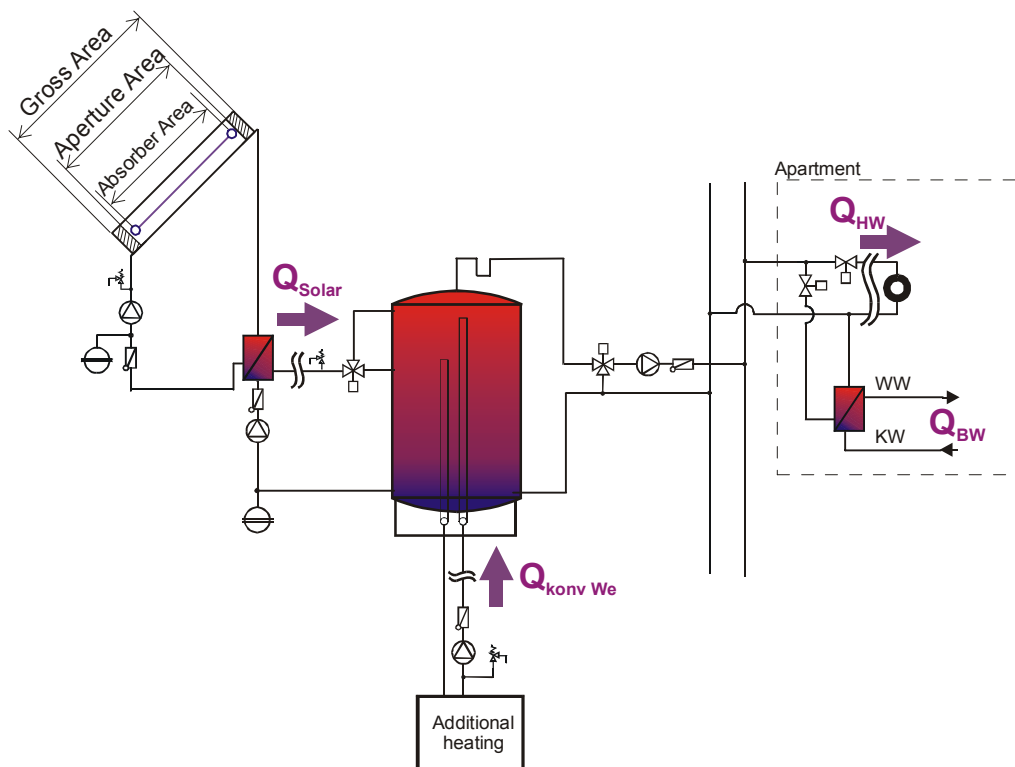 Gross Area
Aperture Area
Absorber Area
Apartment
QHW
QSolar
WW
KW
QBW
Qkonv We
Additional
heating